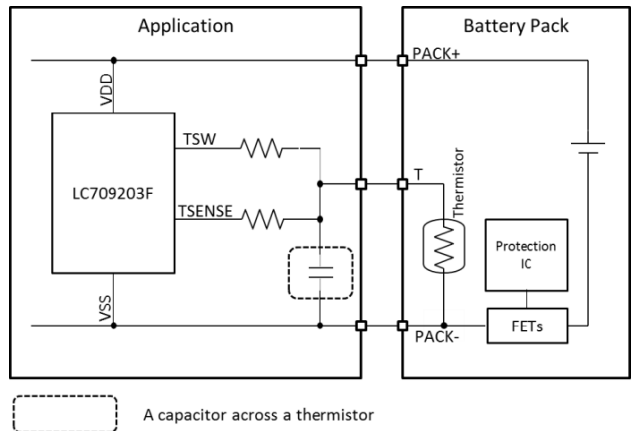 Application
Battery Pack
PACK+
VDD
TSW
LC709203F
T
Thermistor
TSENSE
Protection
IC
VSS
FETs
PACK-
A capacitor across a thermistor